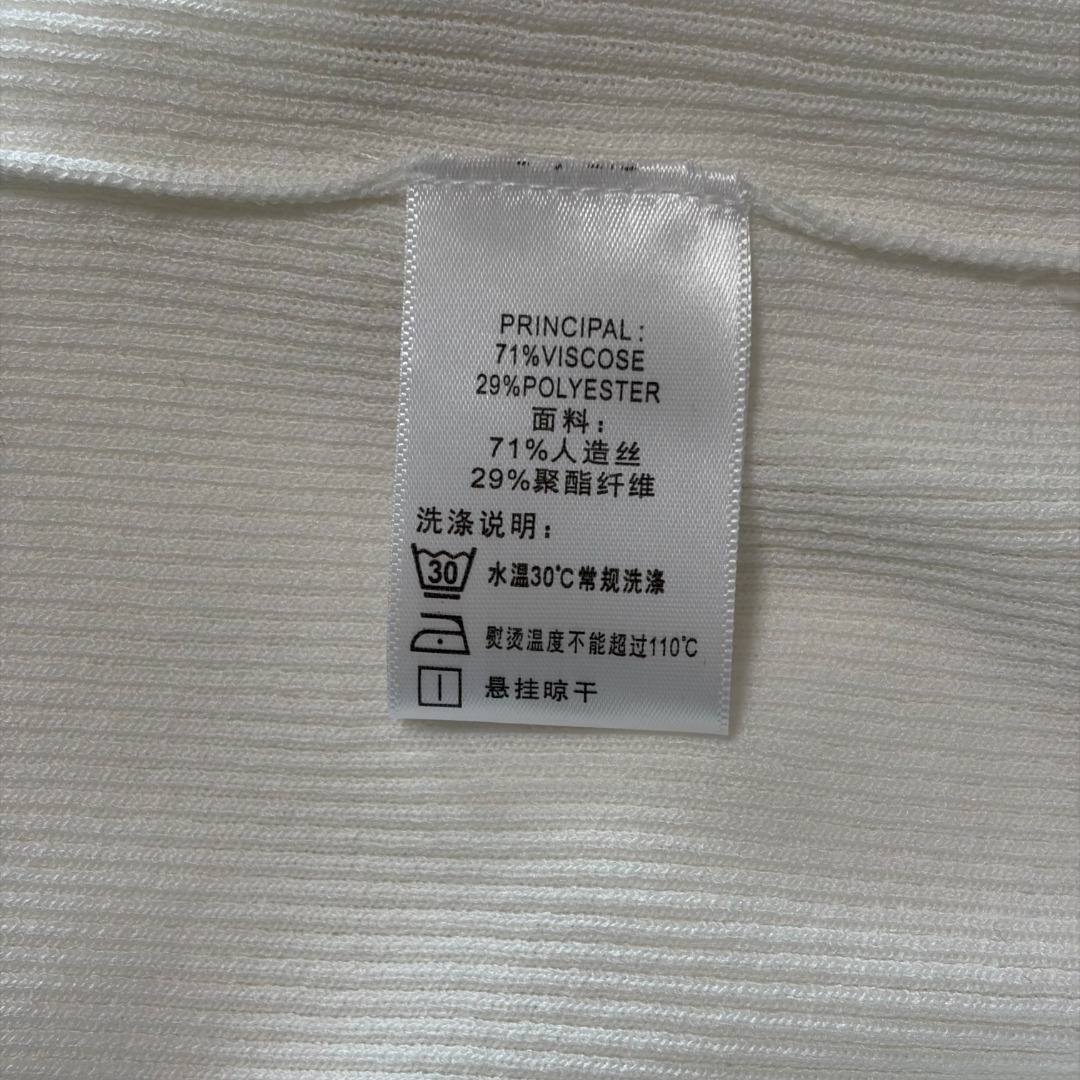 PRINCIPAL:
71%VISCOSE
29%POLYESTER
面料：
71%人造丝
29%聚酯纤维
洗涤说明：
30 水温30℃常规洗涤
熨烫温度不能超过110℃
悬挂晾干